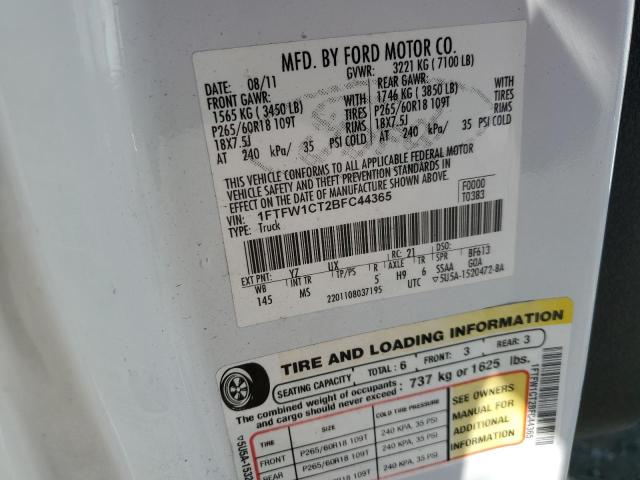 MFD. BY FORD MOTOR CO.
DATE: 08/11 GVWR: 3221 KG ( 7100 LB)
FRONT GAWR: REAR GAWR:
1565 KG ( 3450 LB) WITH 1746 KG ( 3850 LB) WITH
P265/60R18 109T TIRES P265/60R18 109T TIRES
18X7.5J RIMS 18X7.5J RIMS
AT 240 kPa/ 35 PSI COLD AT 240 kPa/ 35 PSI COLD
THIS VEHICLE CONFORMS TO ALL APPLICABLE FEDERAL MOTOR
VEHICLE SAFETY AND BUMPER STANDARDS IN EFFECT ON THE DATE OF MANUFACTURE SHOWN ABOVE.
VIN: 1FTFW1CT2BFC44365 F0000
TYPE: Truck T0383
EXT PNT: YZ UX RC: 21 DSO:
WB INT TR TP/PS R AXLE TR SPR BF613
145 MS 5 H9 6 SSAA GOA
2201108037195 UTC ▽5U5A-1520472-BA
TIRE AND LOADING INFORMATION
SEATING CAPACITY TOTAL : 6 FRONT: 3 REAR: 3
The combined weight of occupants and cargo should never exceed : 737 kg or 1625 lbs.
TIRE SIZE COLD TIRE PRESSURE
FRONT P265/60R18 109T 240 KPA, 35 PSI
REAR P265/60R18 109T 240 KPA, 35 PSI
SEE OWNERS
MANUAL FOR
ADDITIONAL
INFORMATION
1FTFW1CT2BFC44365